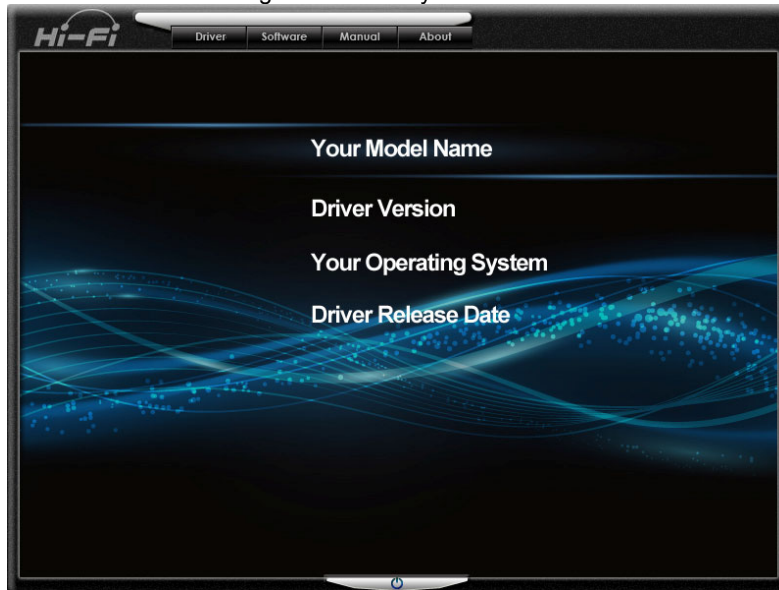 Hi-Fi
Driver Software Manual About
Your Model Name
Driver Version
Your Operating System
Driver Release Date